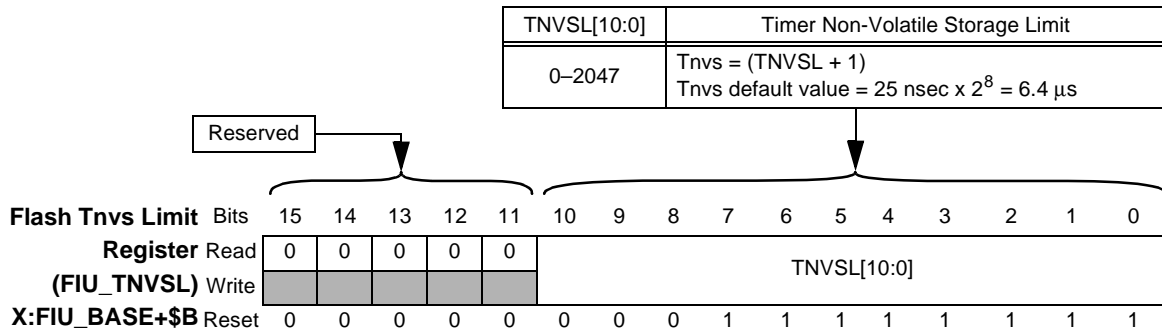 TNVSL[10:0] Timer Non-Volatile Storage Limit
0–2047 Tnvs = (TNVSL + 1)
Tnvs default value = 25 nsec x 2⁸ = 6.4 μs
Reserved
Flash Tnvs Limit Bits 15 14 13 12 11 10 9 8 7 6 5 4 3 2 1 0
Register Read 0 0 0 0 0 TNVSL[10:0]
(FIU_TNVSL) Write
X:FIU_BASE+$B Reset 0 0 0 0 0 0 0 0 1 1 1 1 1 1 1 1